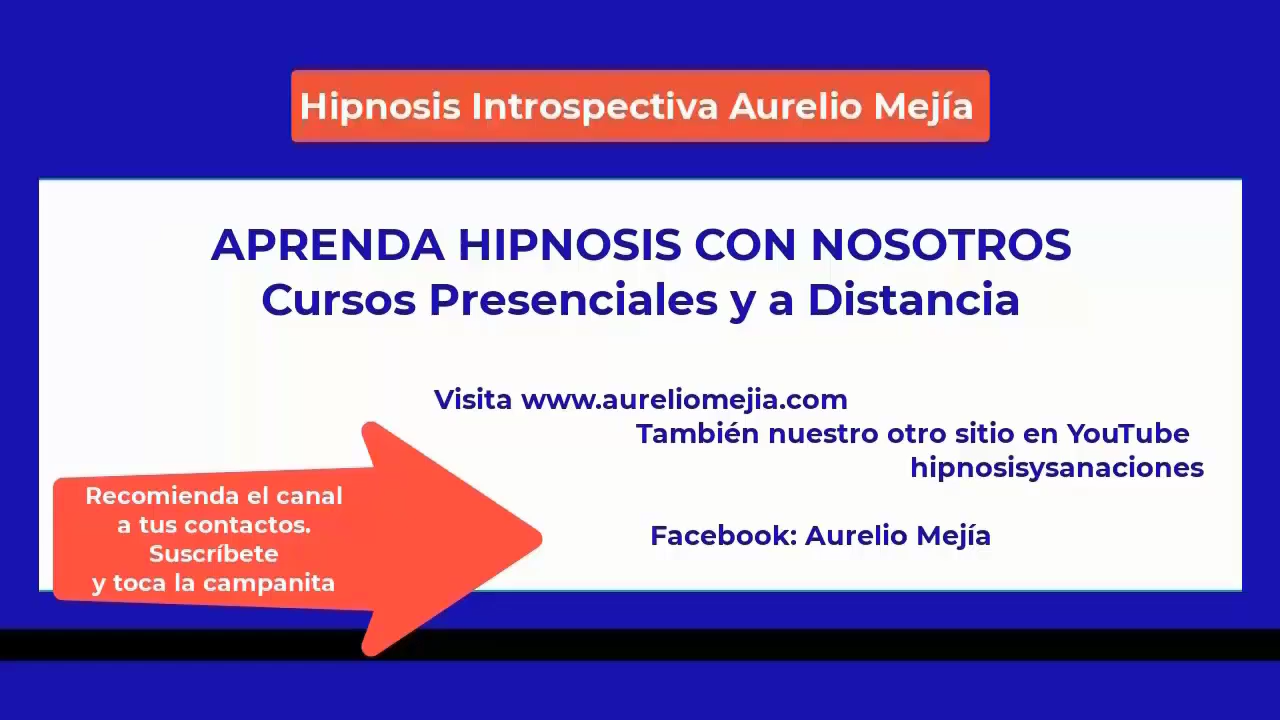 Hipnosis Introspectiva Aurelio Mejía
APRENDA HIPNOSIS CON NOSOTROS
Cursos Presenciales y a Distancia
Visita www.aureliomejia.com
También nuestro otro sitio en YouTube
hipnosisysanaciones
Facebook: Aurelio Mejía
Recomienda el canal
a tus contactos.
Suscríbete
y toca la campanita